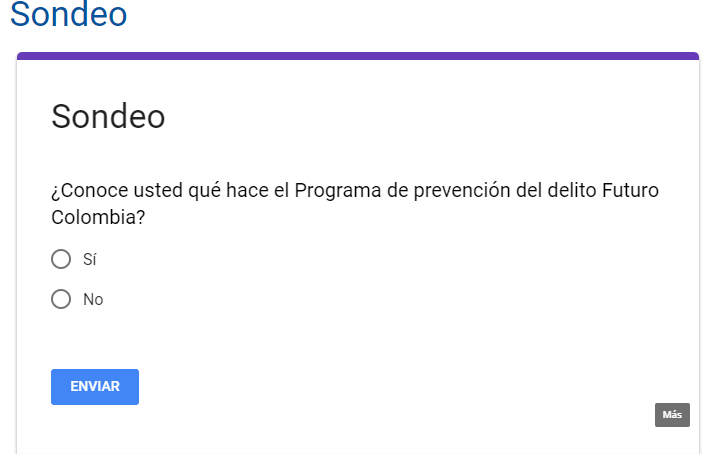 Sondeo
Sondeo
¿Conoce usted qué hace el Programa de prevención del delito Futuro
Colombia?
Sí
No
ENVIAR
Más